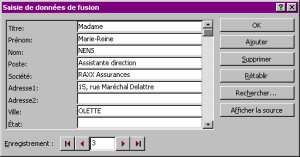 Saisie de données de fusion
Titre: Madame
Prénom: Marie-Reine
Nom: NENS
Poste: Assistante direction
Société: RAXX Assurances
Adresse1: 15, rue Maréchal Delattre
Adresse2:
Ville: OLETTE
État:
OK
Ajouter
Supprimer
Rétablir
Rechercher...
Afficher la source
Enregistrement : 3